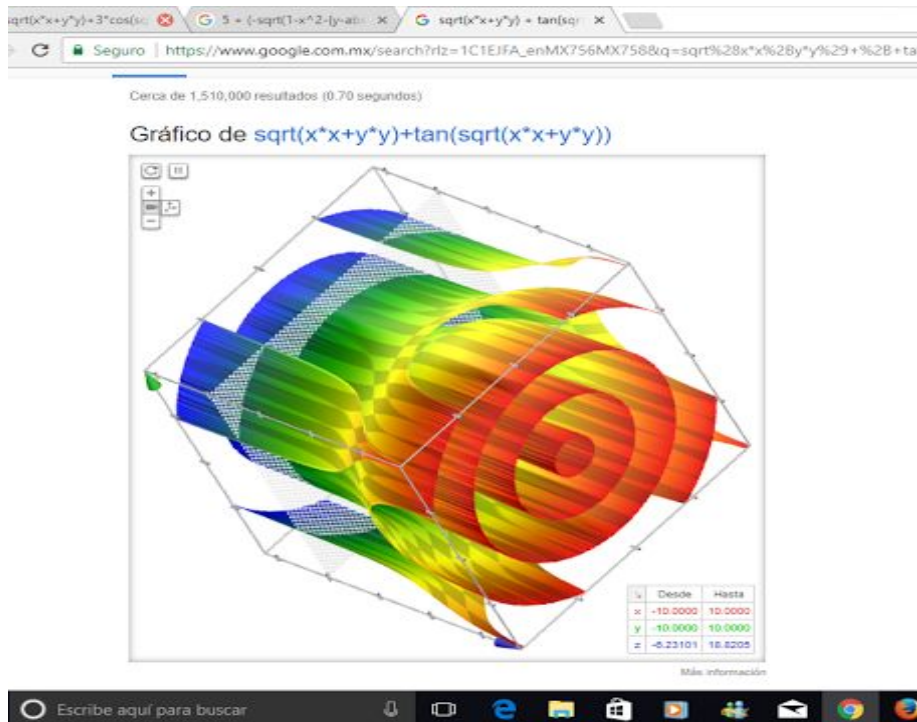 sqrt(x*x+y*y)+3*cos(sq
5 + (-sqrt(1-x^2-(y-abs
sqrt(x*x+y*y) + tan(sqr
Seguro | https://www.google.com.mx/search?rlz=1C1EJFA_enMX756MX758&q=sqrt%28x*x%2By*y%29+%2B+ta
Cerca de 1,510,000 resultados (0.70 segundos)
Gráfico de sqrt(x*x+y*y)+tan(sqrt(x*x+y*y))
Desde Hasta
x -10.0000 10.0000
y -10.0000 10.0000
z -6.23101 18.8205
Más información
Escribe aquí para buscar